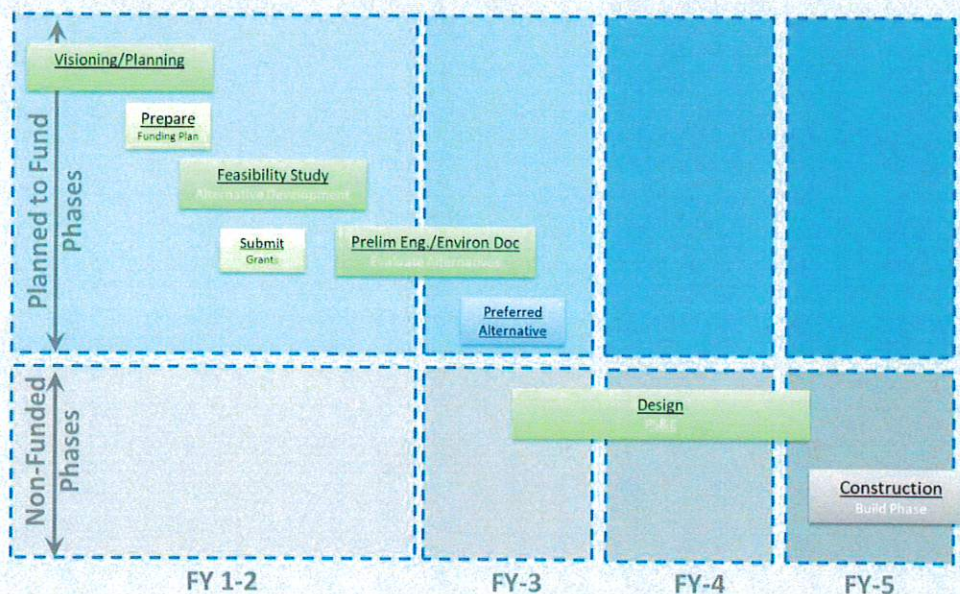 Planned to Fund
Phases
Visioning/Planning
Prepare
Funding Plan
Feasibility Study
Alternative Development
Submit
Grants
Prelim Eng./Environ Doc
Evaluate Alternatives
Preferred
Alternative
Non-Funded
Phases
Design
PS&E
Construction
Build Phase
FY 1-2
FY-3
FY-4
FY-5